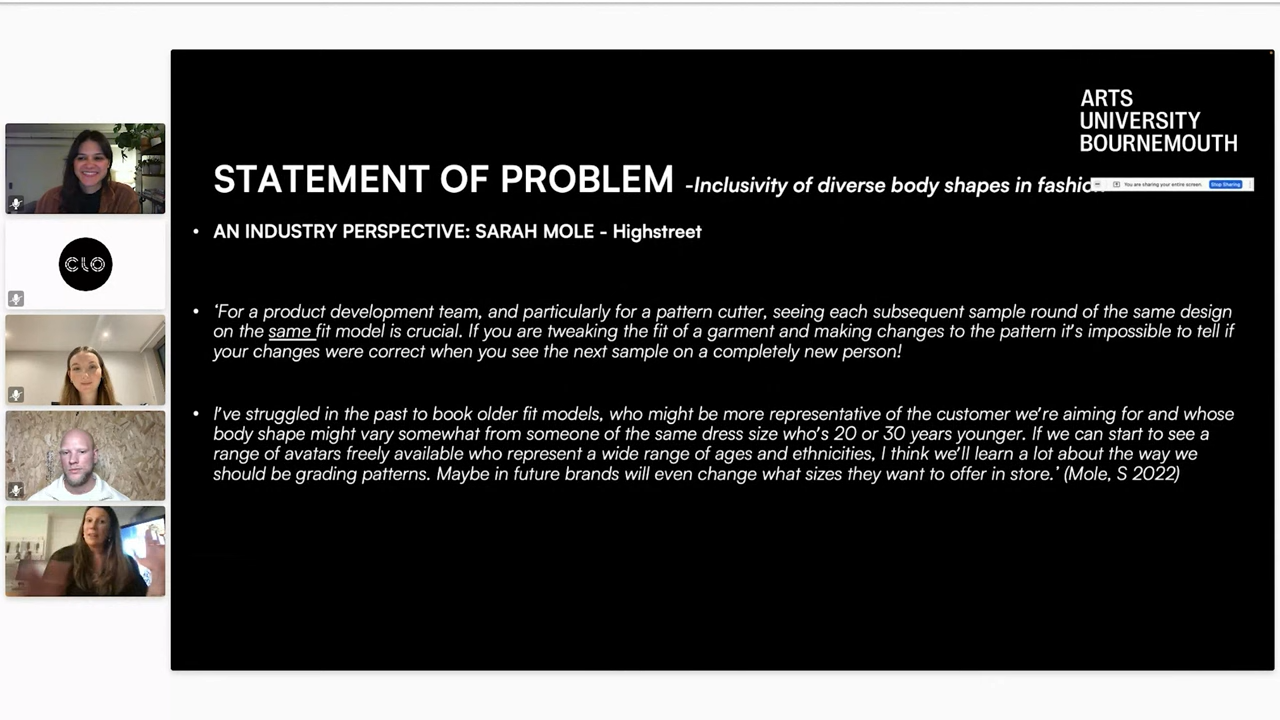 ARTS
UNIVERSITY
BOURNEMOUTH
STATEMENT OF PROBLEM -Inclusivity of diverse body shapes in fashion
You are sharing your entire screen. Stop Sharing
• AN INDUSTRY PERSPECTIVE: SARAH MOLE - Highstreet
CLO
• ‘For a product development team, and particularly for a pattern cutter, seeing each subsequent sample round of the same design
on the same fit model is crucial. If you are tweaking the fit of a garment and making changes to the pattern it's impossible to tell if
your changes were correct when you see the next sample on a completely new person!
• I've struggled in the past to book older fit models, who might be more representative of the customer we're aiming for and whose
body shape might vary somewhat from someone of the same dress size who's 20 or 30 years younger. If we can start to see a
range of avatars freely available who represent a wide range of ages and ethnicities, I think we'll learn a lot about the way we
should be grading patterns. Maybe in future brands will even change what sizes they want to offer in store.' (Mole, S 2022)